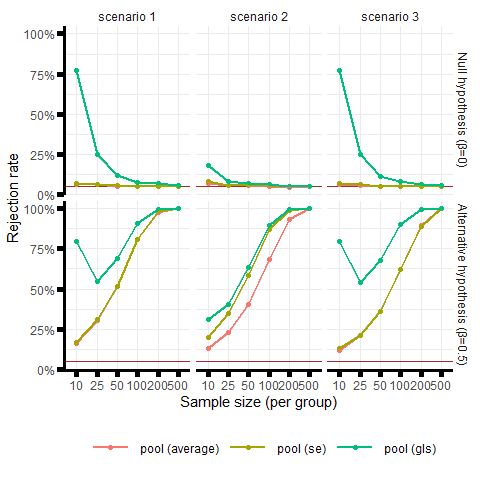 scenario 1 scenario 2 scenario 3
100%
75%
50%
25%
0%
Null hypothesis (β=0)
Rejection rate
100%
75%
50%
25%
0%
Alternative hypothesis (β=0.5)
10 25 50 100 200 500 10 25 50 100 200 500 10 25 50 100 200 500
Sample size (per group)
pool (average) pool (se) pool (gls)